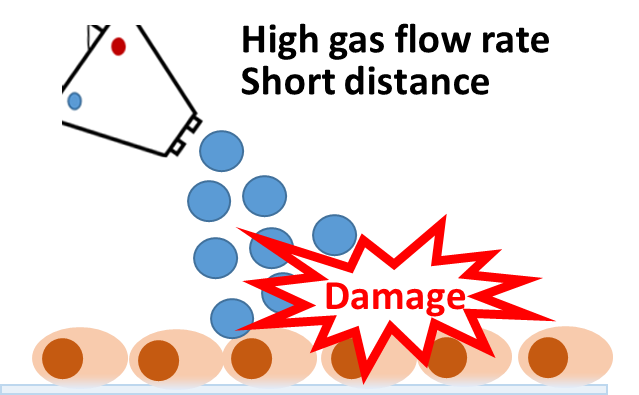 High gas flow rate
Short distance
Damage